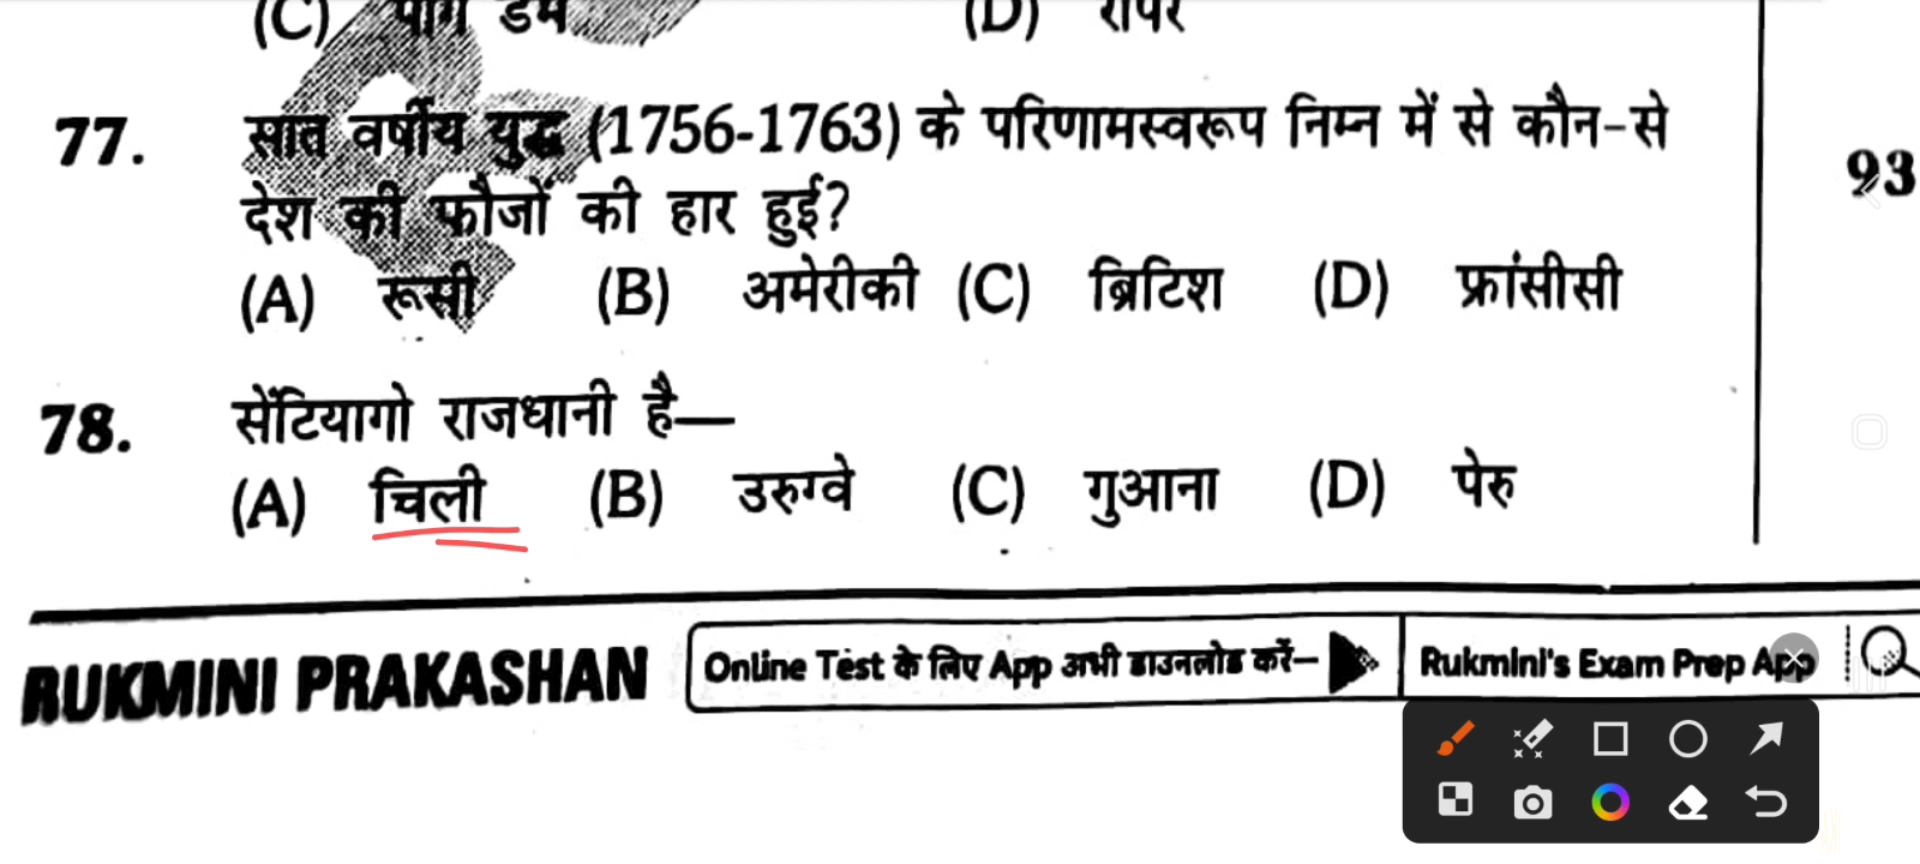 (C) पोंग डैम (D) रोपर
77. सात वर्षीय युद्ध (1756-1763) के परिणामस्वरूप निम्न में से कौन-से
देश की फौजों की हार हुई?
(A) रूसी (B) अमेरीकी (C) ब्रिटिश (D) फ्रांसीसी
93
78. सेंटियागो राजधानी है—
(A) चिली (B) उरुग्वे (C) गुआना (D) पेरु
RUKMINI PRAKASHAN
Online Test के लिए App अभी डाउनलोड करें—
Rukmini's Exam Prep App